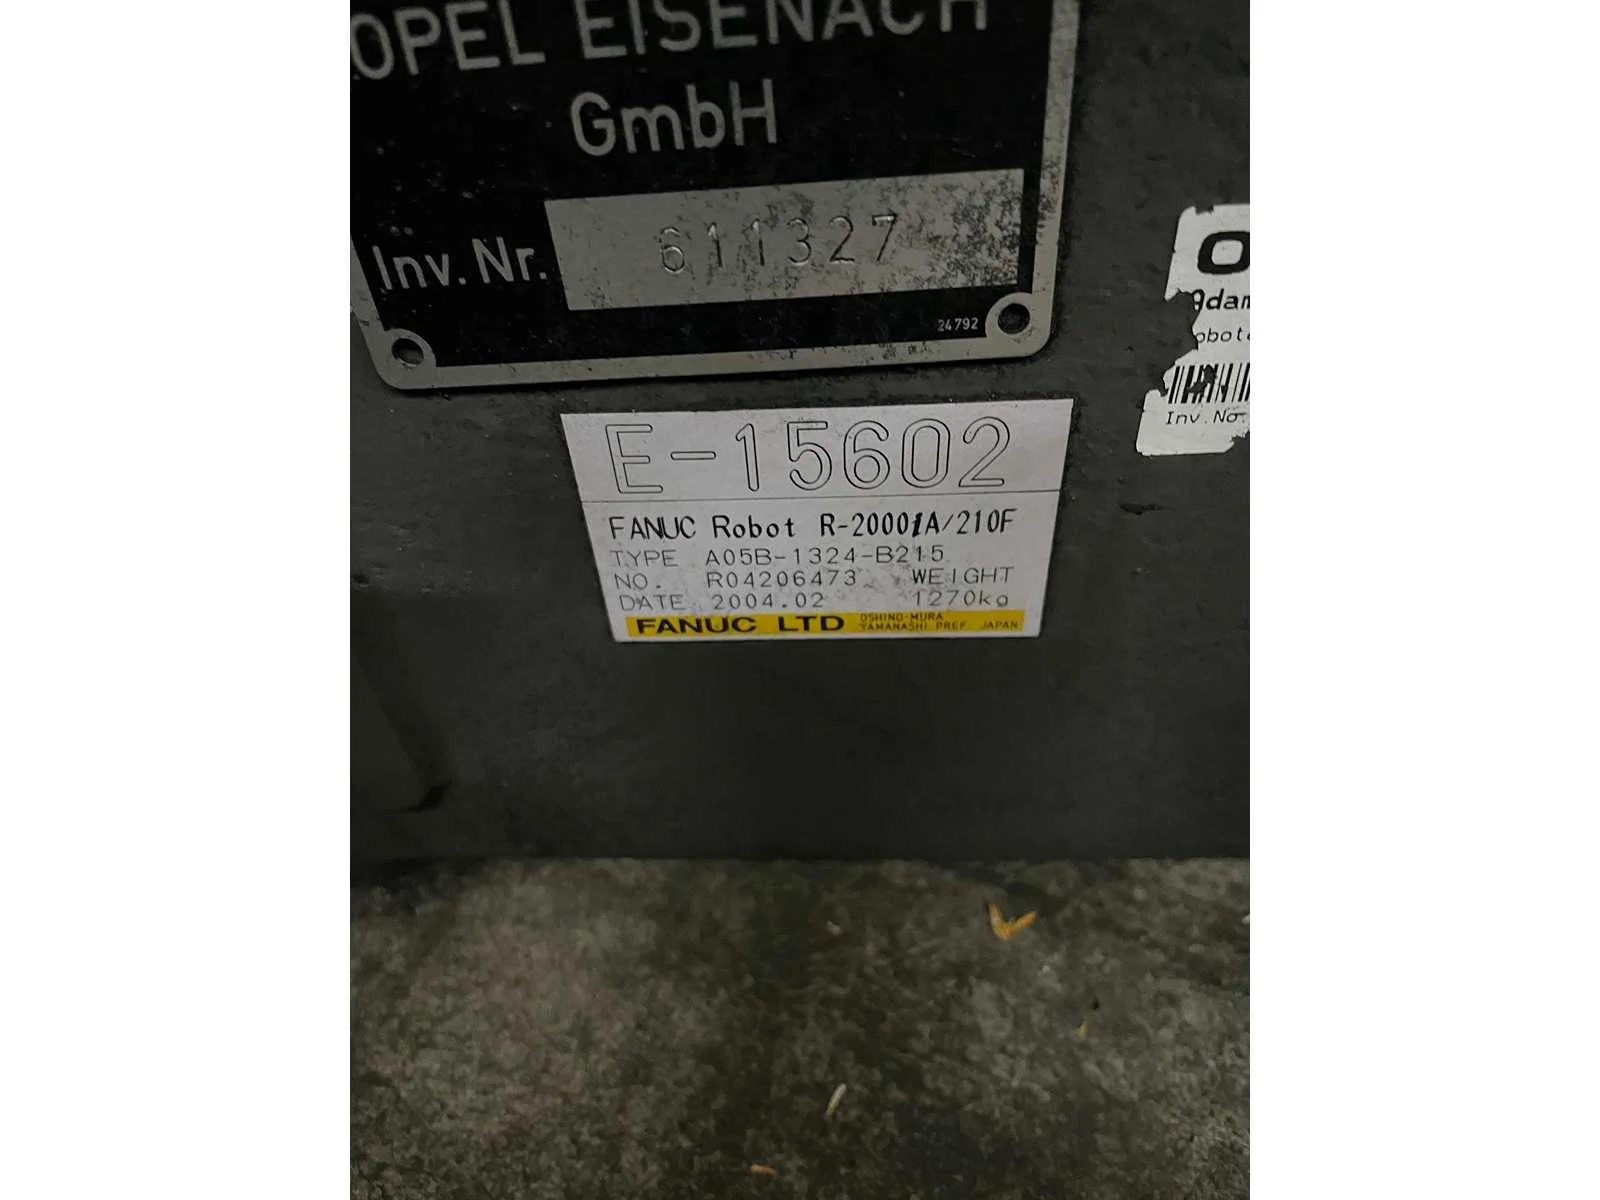 OPEL EISENACH
GmbH
Inv. Nr. 611327
24792
E-15602
FANUC Robot R-2000iA/210F
TYPE A05B-1324-B215
NO. R04206473 WEIGHT
DATE 2004.02 1270kg
FANUC LTD OSHINO-MURA
YAMANASHI PREF. JAPAN
Inv.No.